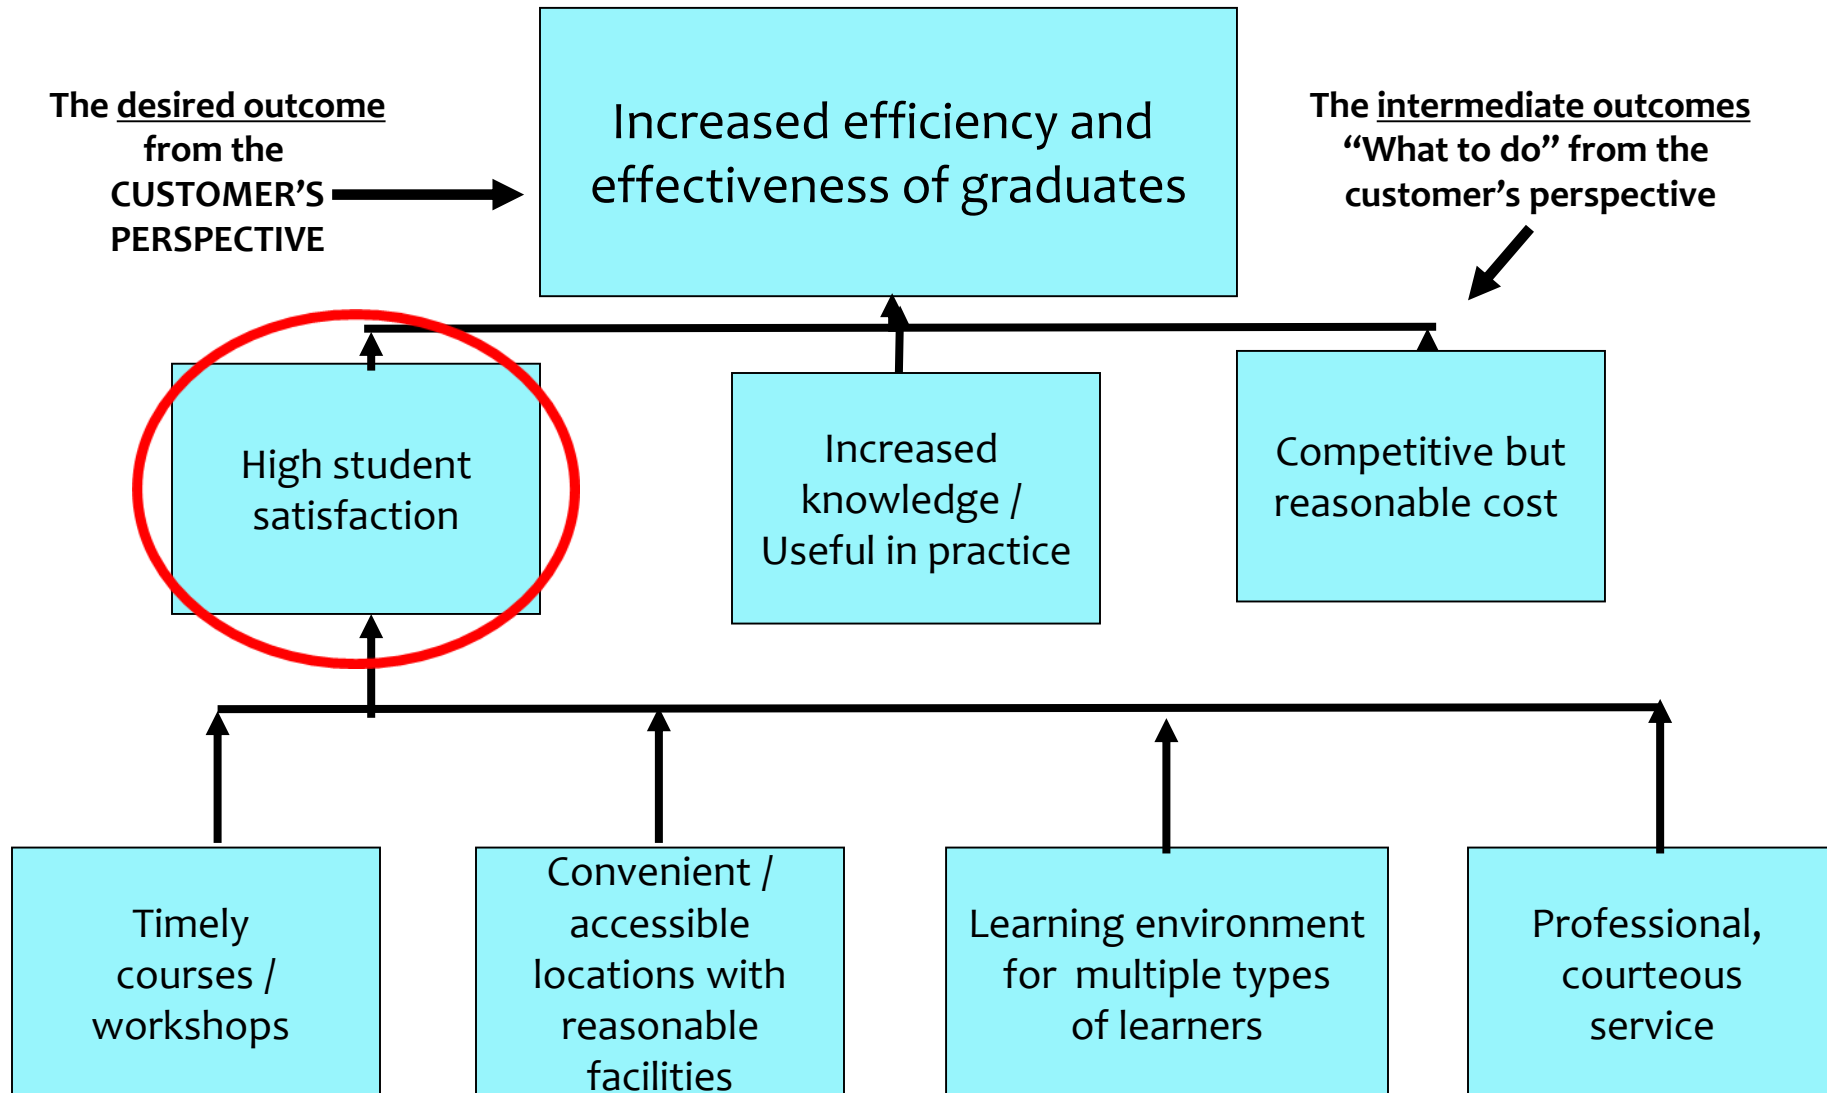 The desired outcome
from the
CUSTOMER’S
PERSPECTIVE
Increased efficiency and
effectiveness of graduates
The intermediate outcomes
“What to do” from the
customer’s perspective
High student
satisfaction
Increased
knowledge /
Useful in practice
Competitive but
reasonable cost
Timely
courses /
workshops
Convenient /
accessible
locations with
reasonable
facilities
Learning environment
for  multiple types
of learners
Professional,
courteous
service